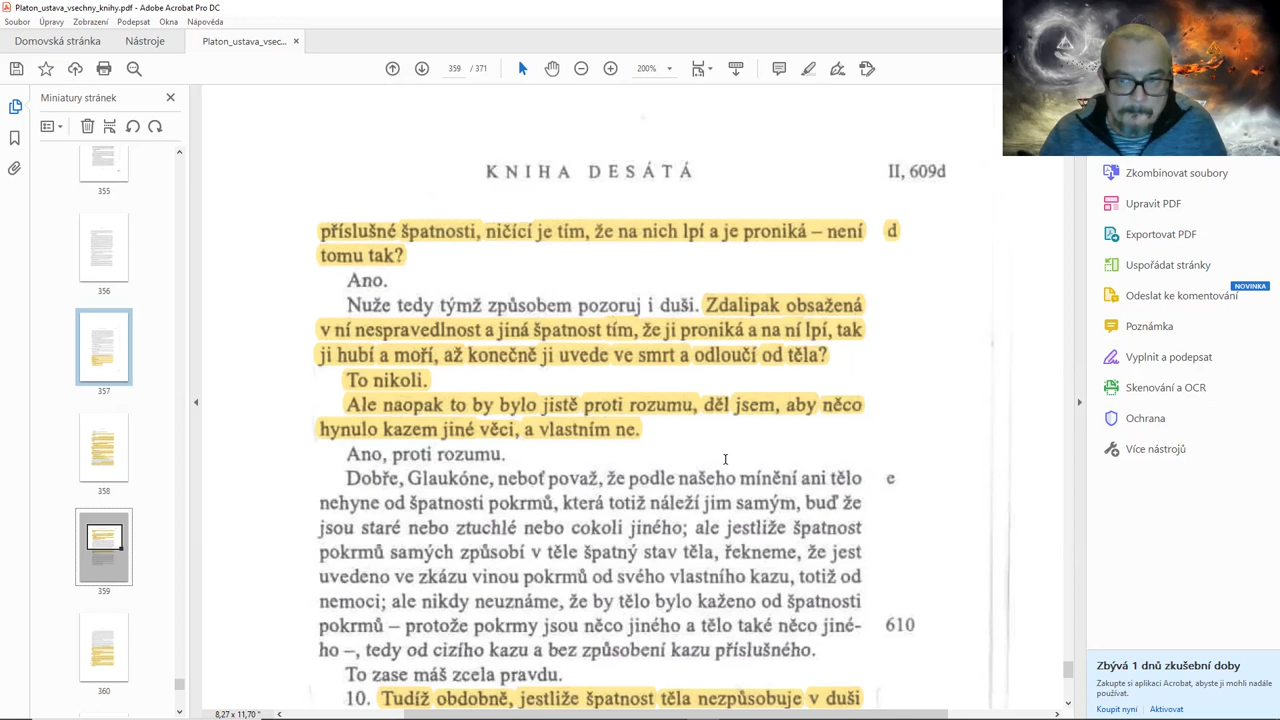 Platon_ustava_vsechny_knihy.pdf - Adobe Acrobat Pro DC
Soubor Úpravy Zobrazení Podepsat Okna Nápověda
Domovská stránka Nástroje Platon_ustava_vsec... ×
359 / 371 200%
Miniatury stránek
355
356
357
358
359
360
KNIHA DESÁTÁ II, 609d
příslušné špatnosti, ničící je tím, že na nich lpí a je proniká – není d
tomu tak?
Ano.
Nuže tedy týmž způsobem pozoruj i duši. Zdalipak obsažená
v ní nespravedlnost a jiná špatnost tím, že ji proniká a na ní lpí, tak
ji hubí a moří, až konečně ji uvede ve smrt a odloučí od těla?
To nikoli.
Ale naopak to by bylo jistě proti rozumu, děl jsem, aby něco
hynulo kazem jiné věci, a vlastním ne.
Ano, proti rozumu.
Dobře, Glaukóne, neboť považ, že podle našeho mínění ani tělo e
nehyne od špatnosti pokrmů, která totiž náleží jim samým, buď že
jsou staré nebo ztuchlé nebo cokoli jiného; ale jestliže špatnost
pokrmů samých způsobí v těle špatný stav těla, řekneme, že jest
uvedeno ve zkázu vinou pokrmů od svého vlastního kazu, totiž od
nemoci; ale nikdy neuznáme, že by tělo bylo kaženo od špatnosti
pokrmů – protože pokrmy jsou něco jiného a tělo také něco jiné- 610
ho –, tedy od cizího kazu a bez způsobení kazu příslušného.
To zase máš zcela pravdu.
10. Tudíž obdobně, jestliže špatnost těla nezpůsobuje v duši
8,27 x 11,70"
Zkombinovat soubory
Upravit PDF
Exportovat PDF
Uspořádat stránky
NOVINKA
Odeslat ke komentování
Poznámka
Vyplnit a podepsat
Skenování a OCR
Ochrana
Více nástrojů
Zbývá 1 dnů zkušební doby
Zakupte si aplikaci Acrobat, abyste ji mohli nadále
používat.
Koupit nyní Aktivovat